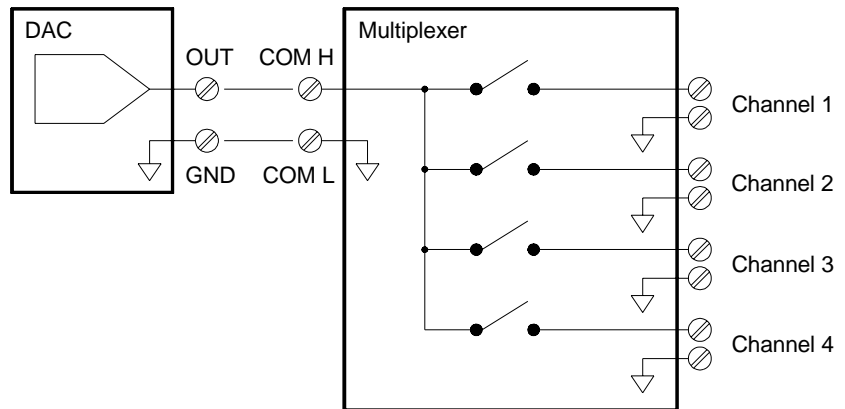 DAC
Multiplexer
OUT COM H
GND COM L
Channel 1
Channel 2
Channel 3
Channel 4